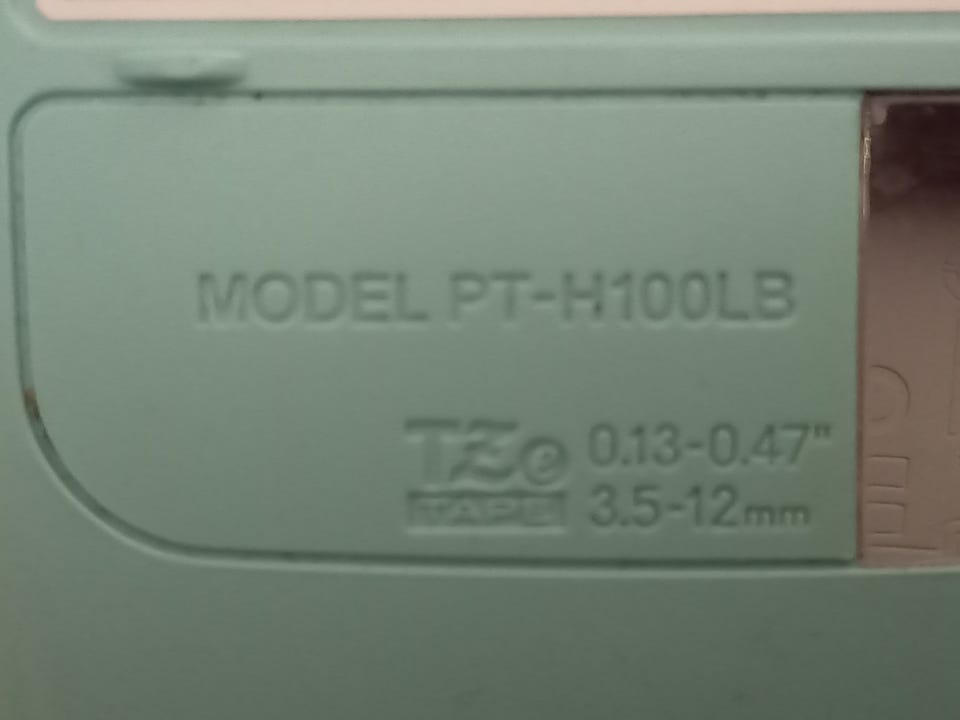 MODEL PT-H100LB
TZe 0.13-0.47"
TAPE 3.5-12mm